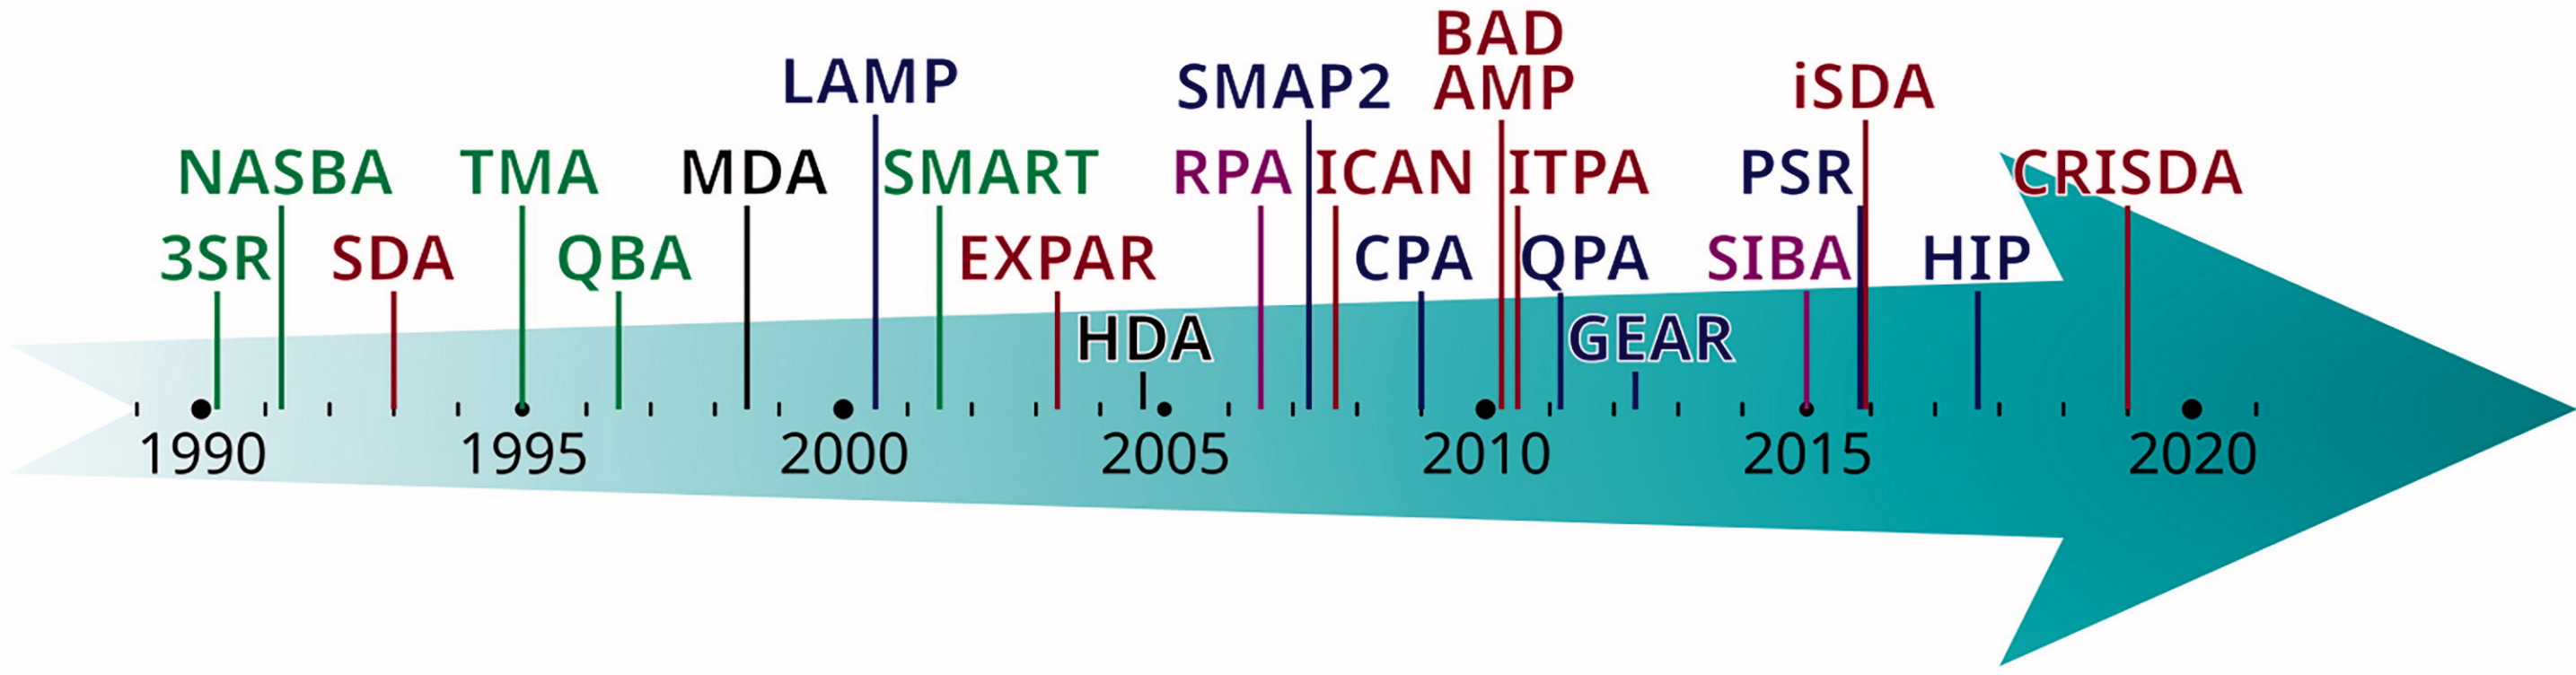 BAD
AMP
LAMP
SMAP2
iSDA
NASBA
TMA
MDA
SMART
RPA
ICAN
ITPA
PSR
CRISDA
3SR
SDA
QBA
EXPAR
CPA
QPA
SIBA
HIP
HDA
GEAR
1990
1995
2000
2005
2010
2015
2020